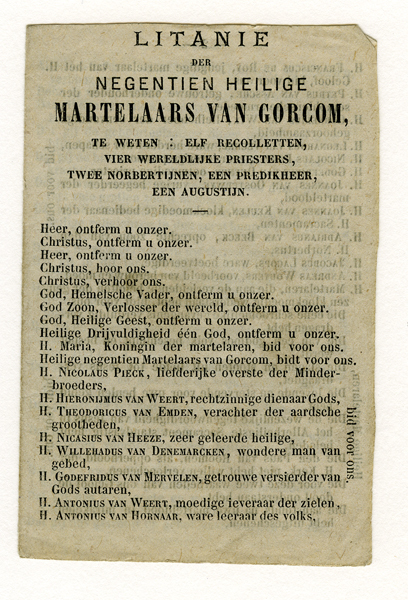 LITANIE
DER
NEGENTIEN HEILIGE
MARTELAARS VAN GORCOM,
TE WETEN : ELF RECOLLETTEN,
VIER WERELDLIJKE PRIESTERS,
TWEE NORBERTIJNEN, EEN PREDIKHEER,
EEN AUGUSTIJN.
Heer, ontferm u onzer.
Christus, ontferm u onzer.
Heer, ontferm u onzer.
Christus, hoor ons.
Christus, verhoor ons.
God, Hemelsche Vader, ontferm u onzer.
God Zoon, Verlosser der wereld, ontferm u onzer.
God, Heilige Geest, ontferm u onzer.
Heilige Drijvuldigheid één God, ontferm u onzer.
H. Maria, Koningin der martelaren, bid voor ons.
Heilige negentien Martelaars van Gorcom, bidt voor ons.
H. NICOLAUS PIECK, liefderijke overste der Minder-
broeders,
H. HIERONIJMUS VAN WEERT, rechtzinnige dienaar Gods,
H. THEODORICUS VAN EMDEN, verachter der aardsche
grootheden,
H. NICASIUS VAN HEEZE, zeer geleerde heilige,
H. WILLEHADUS VAN DENEMARCKEN, wondere man van
gebed,
H. GODEFRIDUS VAN MERVELEN, getrouwe versierder van
Gods autaren,
H. ANTONIUS VAN WEERT, moedige ieveraar der zielen,
H. ANTONIUS VAN HORNAAR, ware leeraar des volks,
bid voor ons.